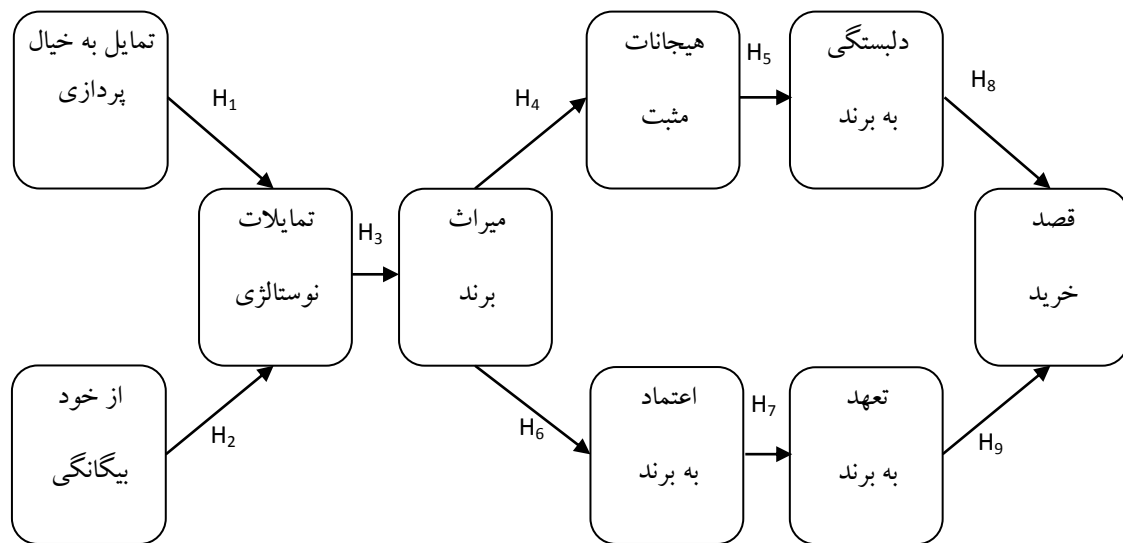 تمایل به خیال
پردازی
H1
از خود
بیگانگی
H2
تمایلات
نوستالژی
H3
میراث
برند
H4
هیجانات
مثبت
H5
دلبستگی
به برند
H8
H6
اعتماد
به برند
H7
تعهد
به برند
H9
قصد
خرید